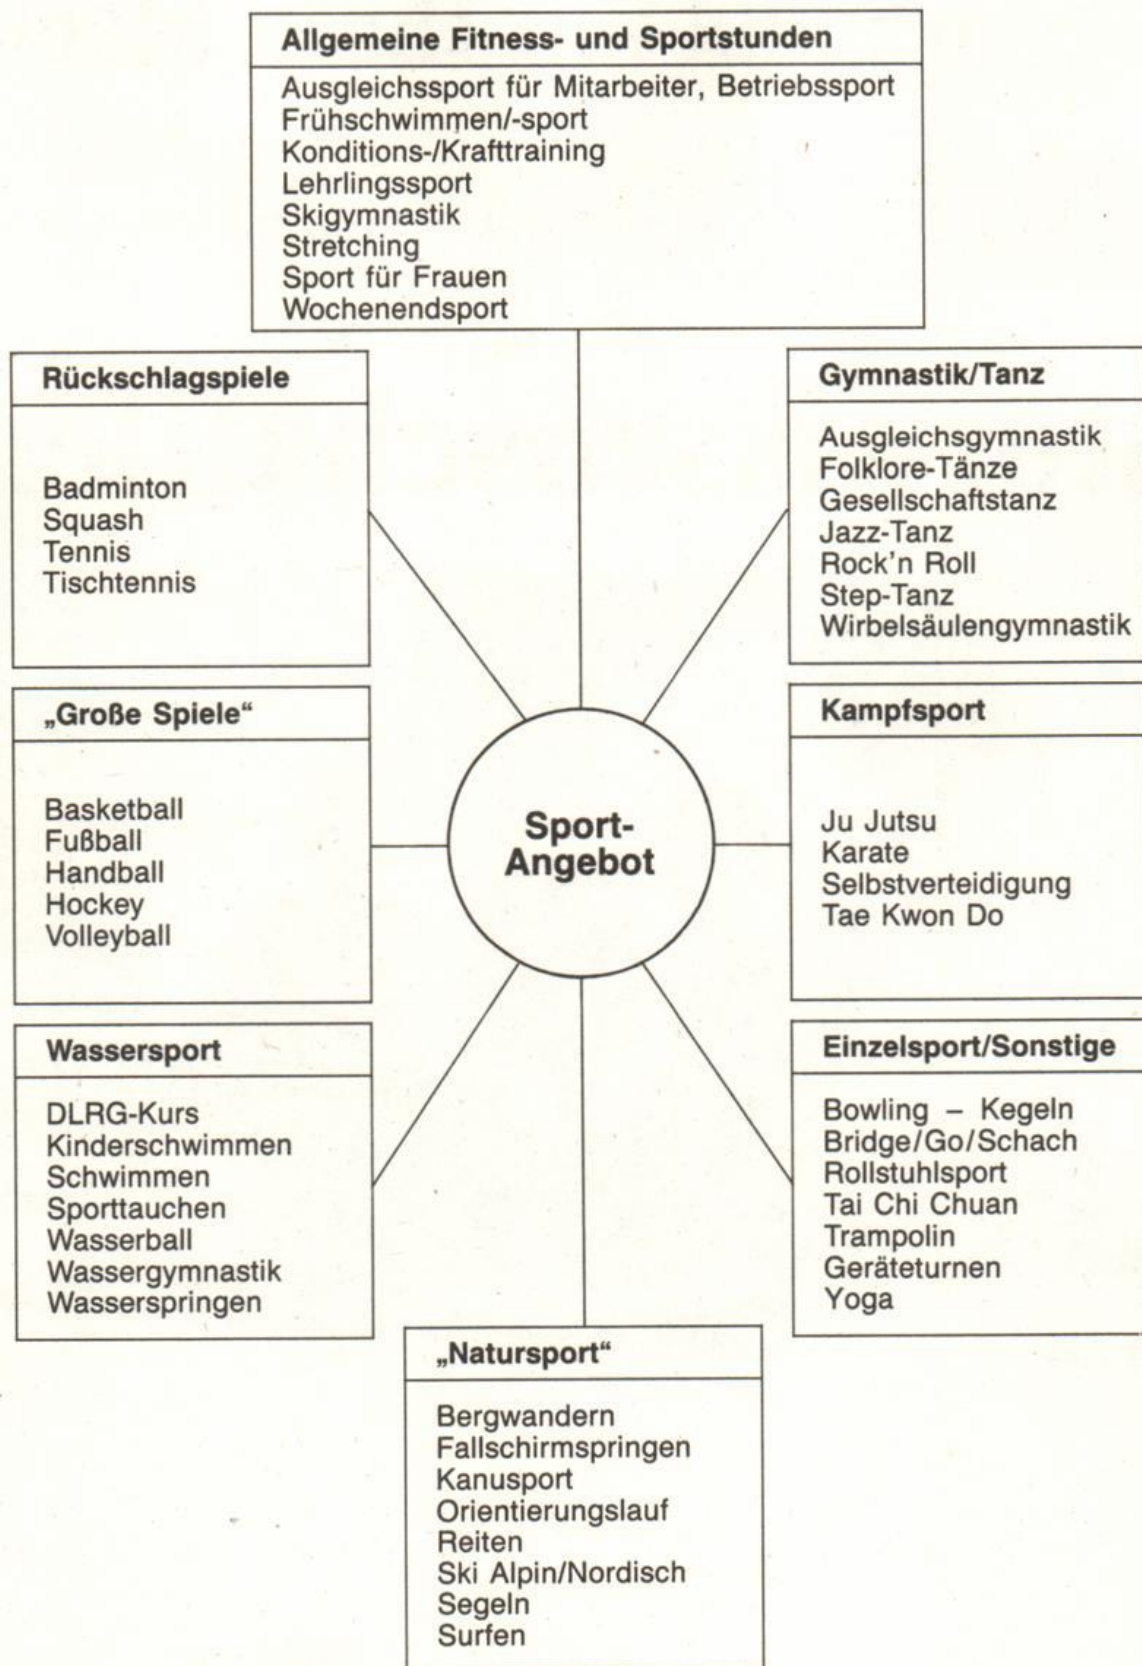 Allgemeine Fitness- und Sportstunden
Ausgleichssport für Mitarbeiter, Betriebssport
Frühschwimmen/-sport
Konditions-/Krafttraining
Lehrlingssport
Skigymnastik
Stretching
Sport für Frauen
Wochenendsport
Rückschlagspiele
Badminton
Squash
Tennis
Tischtennis
Gymnastik/Tanz
Ausgleichsgymnastik
Folklore-Tänze
Gesellschaftstanz
Jazz-Tanz
Rock'n Roll
Step-Tanz
Wirbelsäulengymnastik
„Große Spiele“
Basketball
Fußball
Handball
Hockey
Volleyball
Sport-
Angebot
Kampfsport
Ju Jutsu
Karate
Selbstverteidigung
Tae Kwon Do
Wassersport
DLRG-Kurs
Kinderschwimmen
Schwimmen
Sporttauchen
Wasserball
Wassergymnastik
Wasserspringen
Einzelsport/Sonstige
Bowling – Kegeln
Bridge/Go/Schach
Rollstuhlsport
Tai Chi Chuan
Trampolin
Geräteturnen
Yoga
„Natursport“
Bergwandern
Fallschirmspringen
Kanusport
Orientierungslauf
Reiten
Ski Alpin/Nordisch
Segeln
Surfen